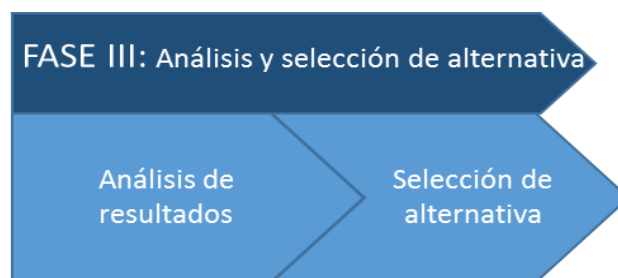 FASE III: Análisis y selección de alternativa
Análisis de
resultados
Selección de
alternativa